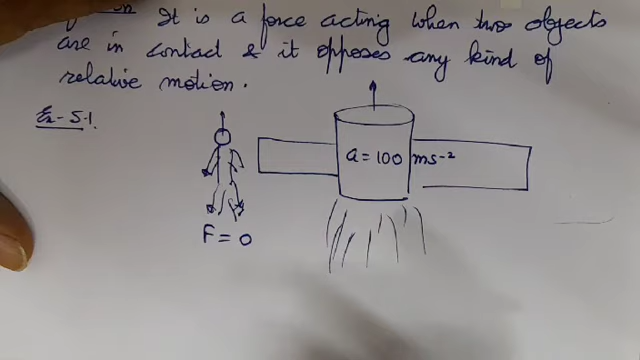 It is a force acting when two objects
are in contact & it opposes any kind of
relative motion.
Ex-5.1.
a = 100 ms-2
F = 0